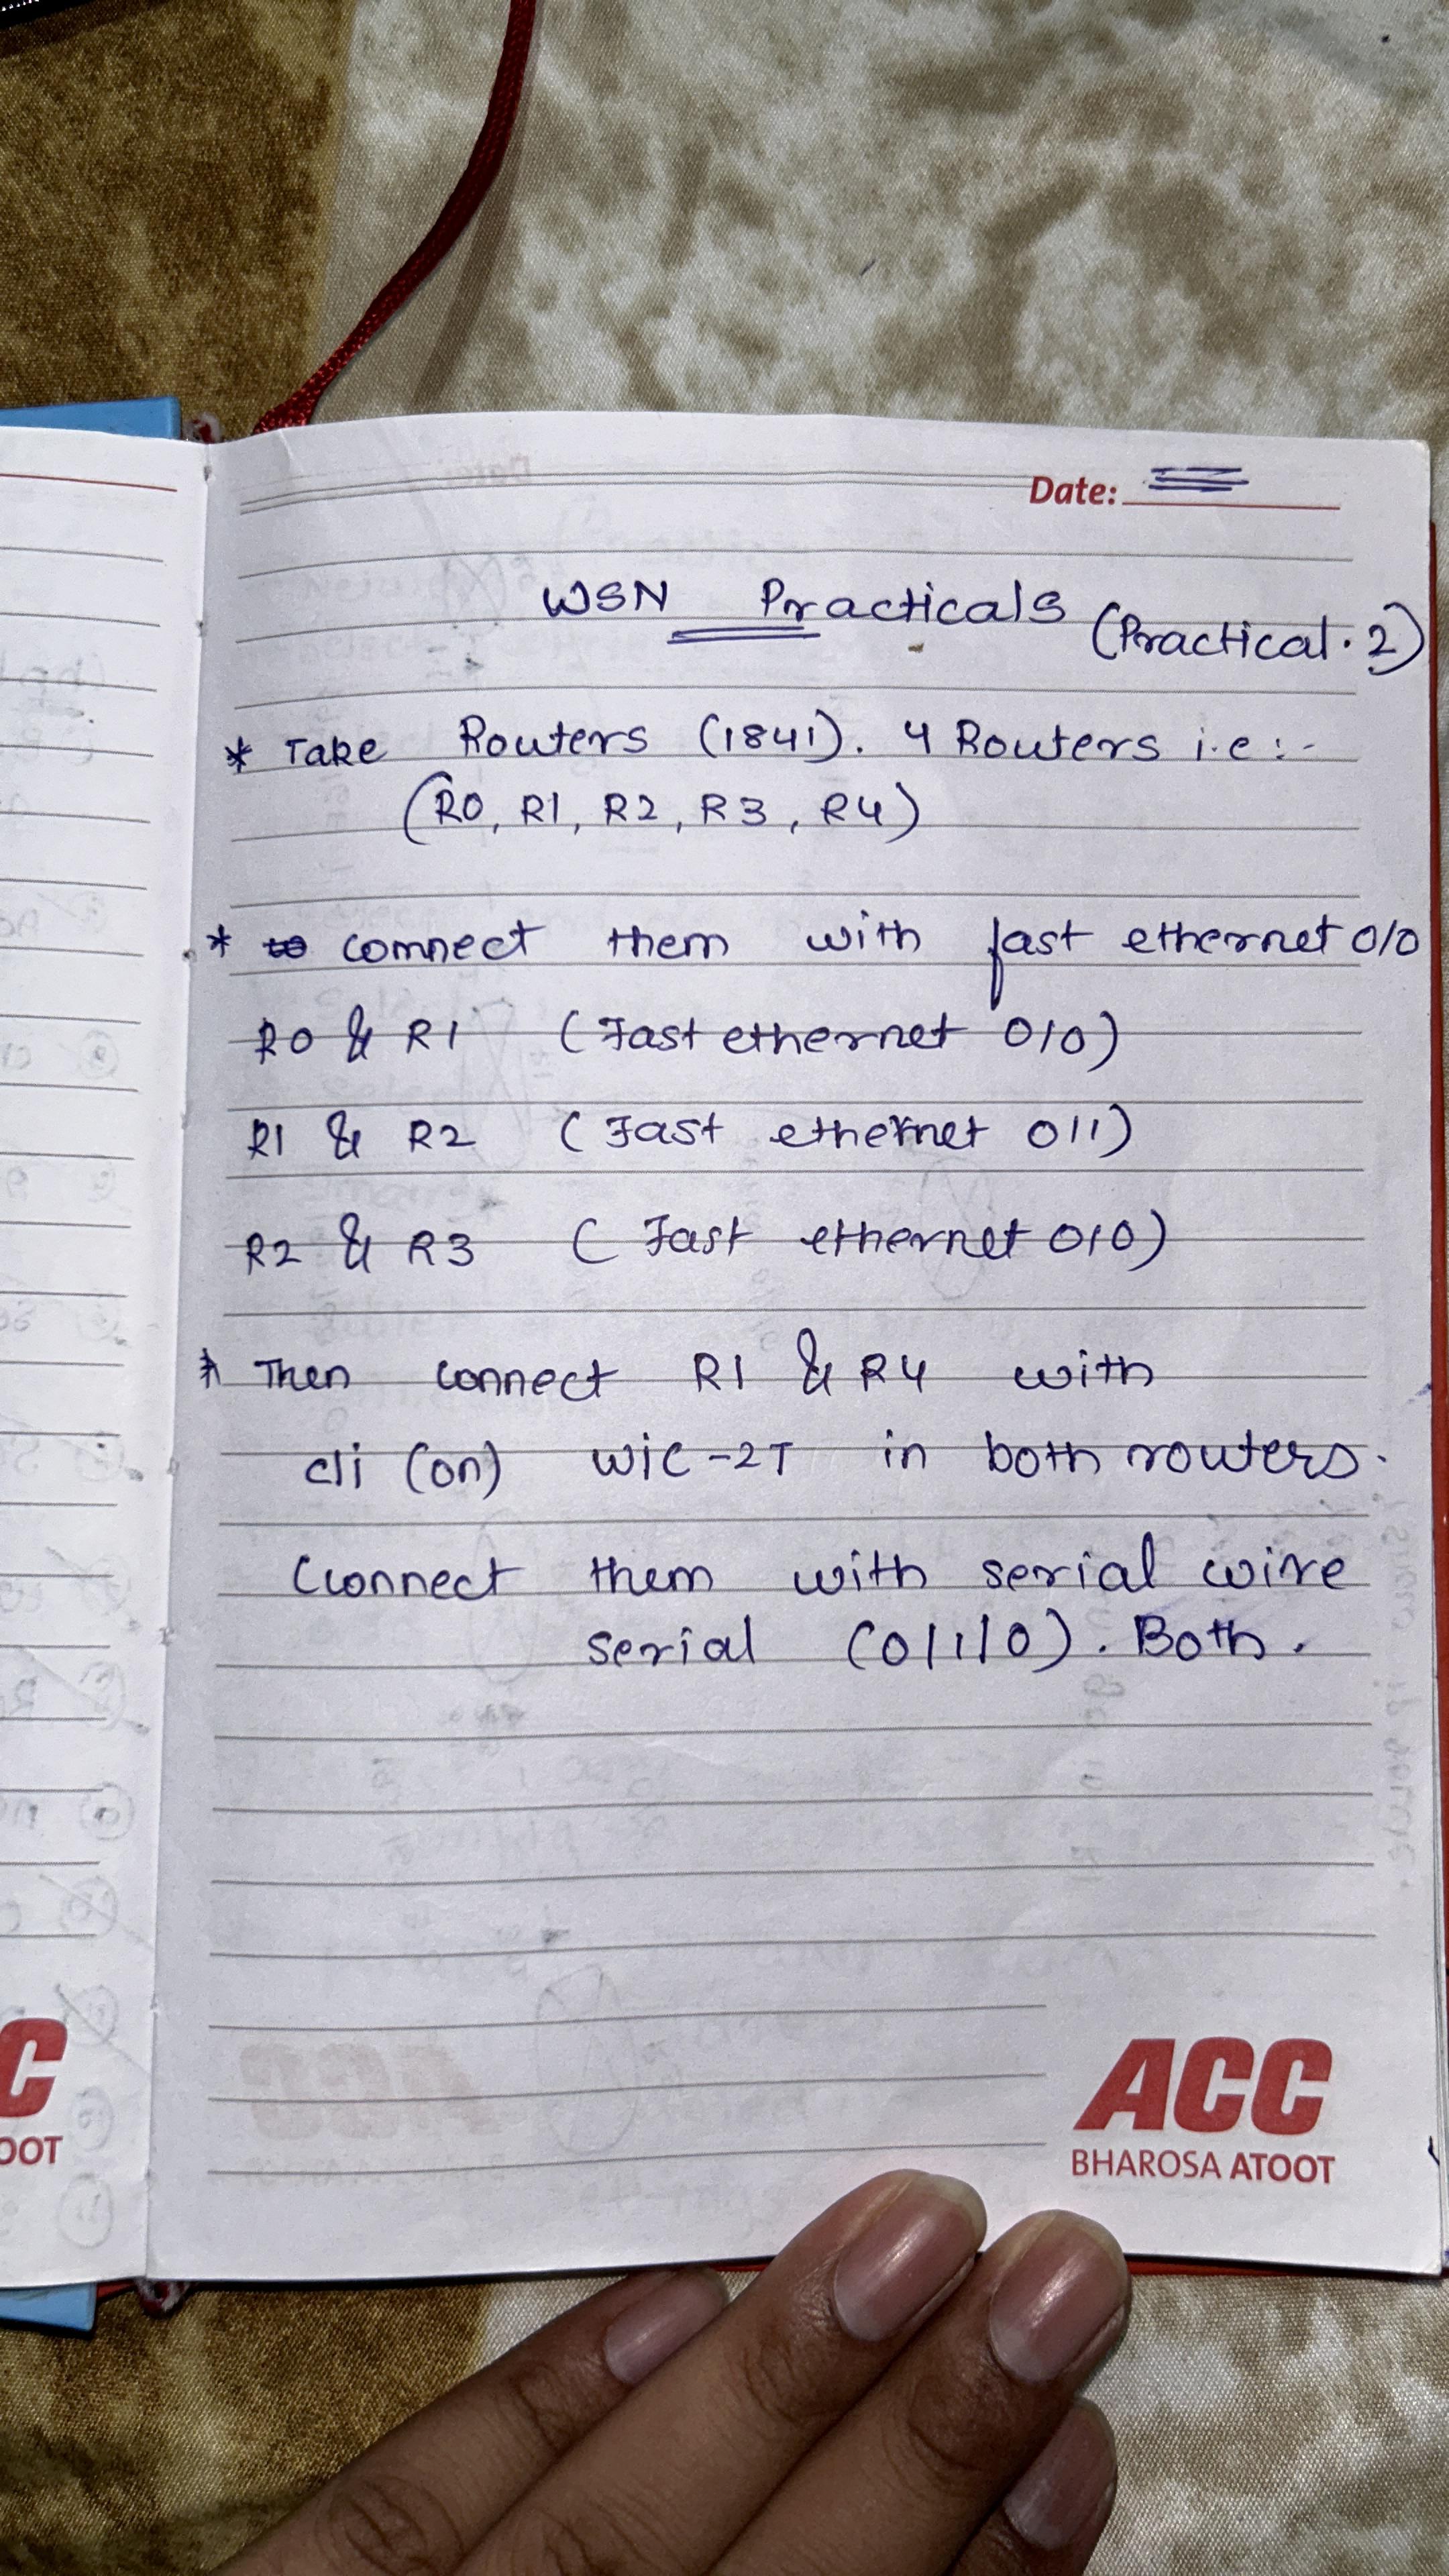 Date:
WSN Practicals (Practical.2)
* Take Routers (1841). 4 Routers i.e:-
(R0, R1, R2, R3, R4)
* to connect them with fast ethernet 0/0
R0 & R1 (Fast ethernet 0/0)
R1 & R2 (Fast ethernet 0/1)
R2 & R3 (Fast ethernet 0/0)
* Then connect R1 & R4 with
cli (on) WIC-2T in both routers.
Cconnect them with serial wire
serial (0/1/0). Both.
ACC
BHAROSA ATOOT
C
OOT